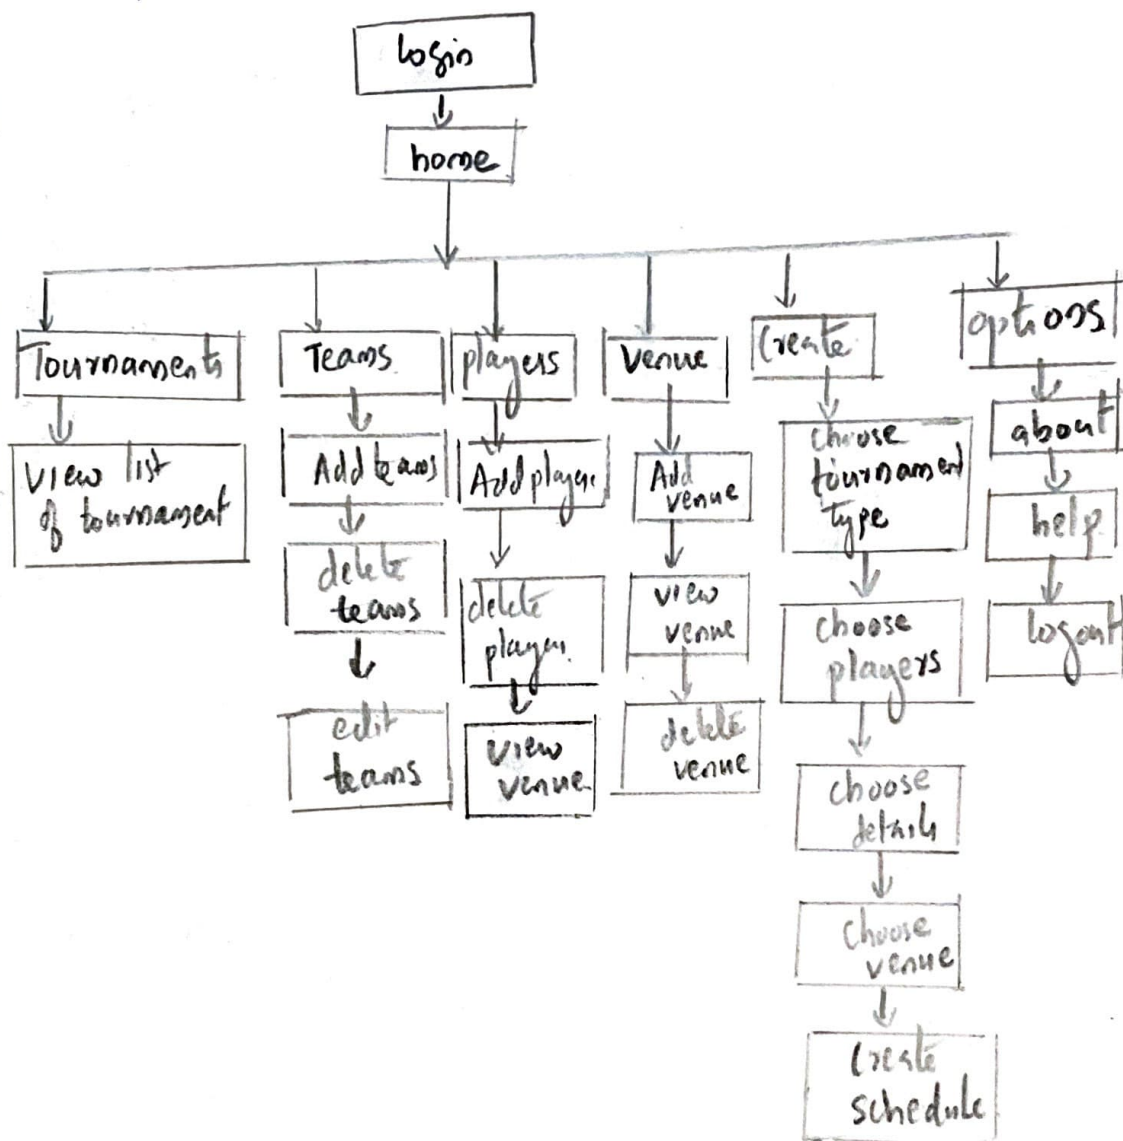 login
home
Tournaments
view list
of tournament
Teams
Add teams
delete
teams
edit
teams
players
Add player
delete
player
view
venue
venue
Add
venue
view
venue
delete
venue
Create
choose
tournament
type
choose
players
choose
details
choose
venue
Create
schedule
options
about
help
logout